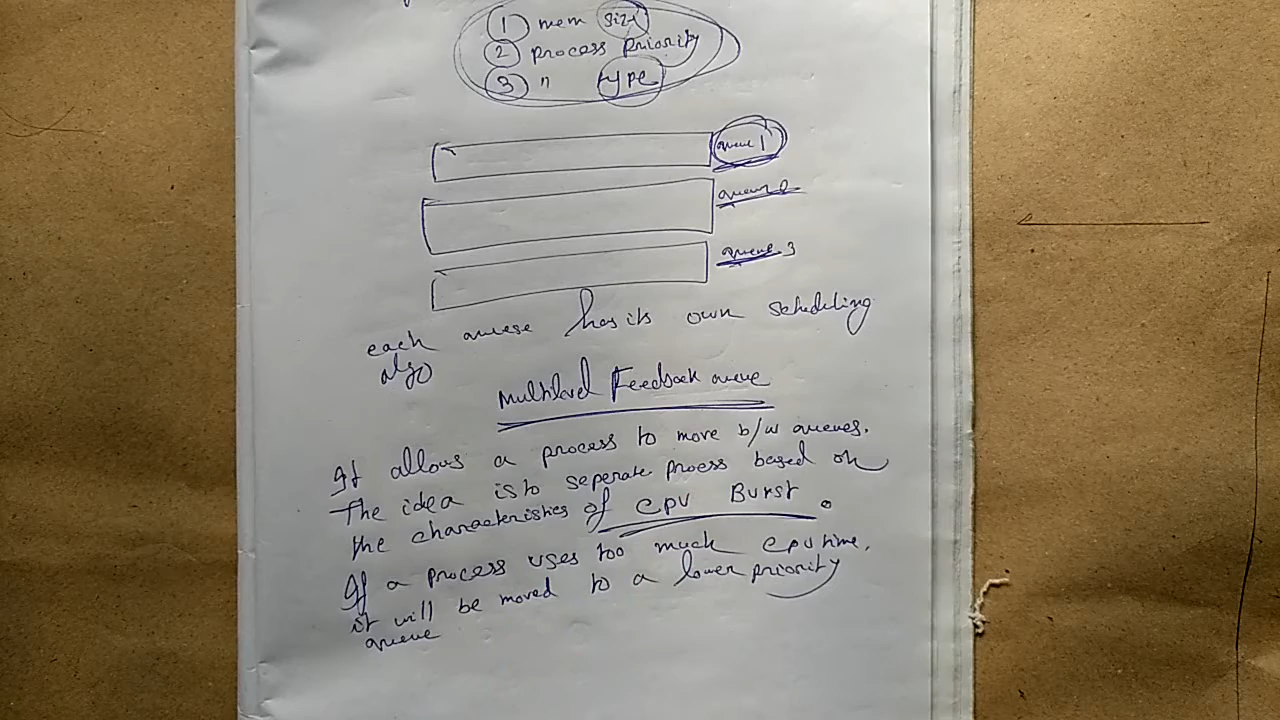 1 mem size
2 process priority
3 " type
queue 1
queue 2
queue 3
each queue has its own scheduling
algo
Multilevel Feedback queue
It allows a process to move b/w queues.
The idea is to seperate process based on
the characteristics of CPU Burst.
If a process uses too much cpu time,
it will be moved to a lower priority
queue